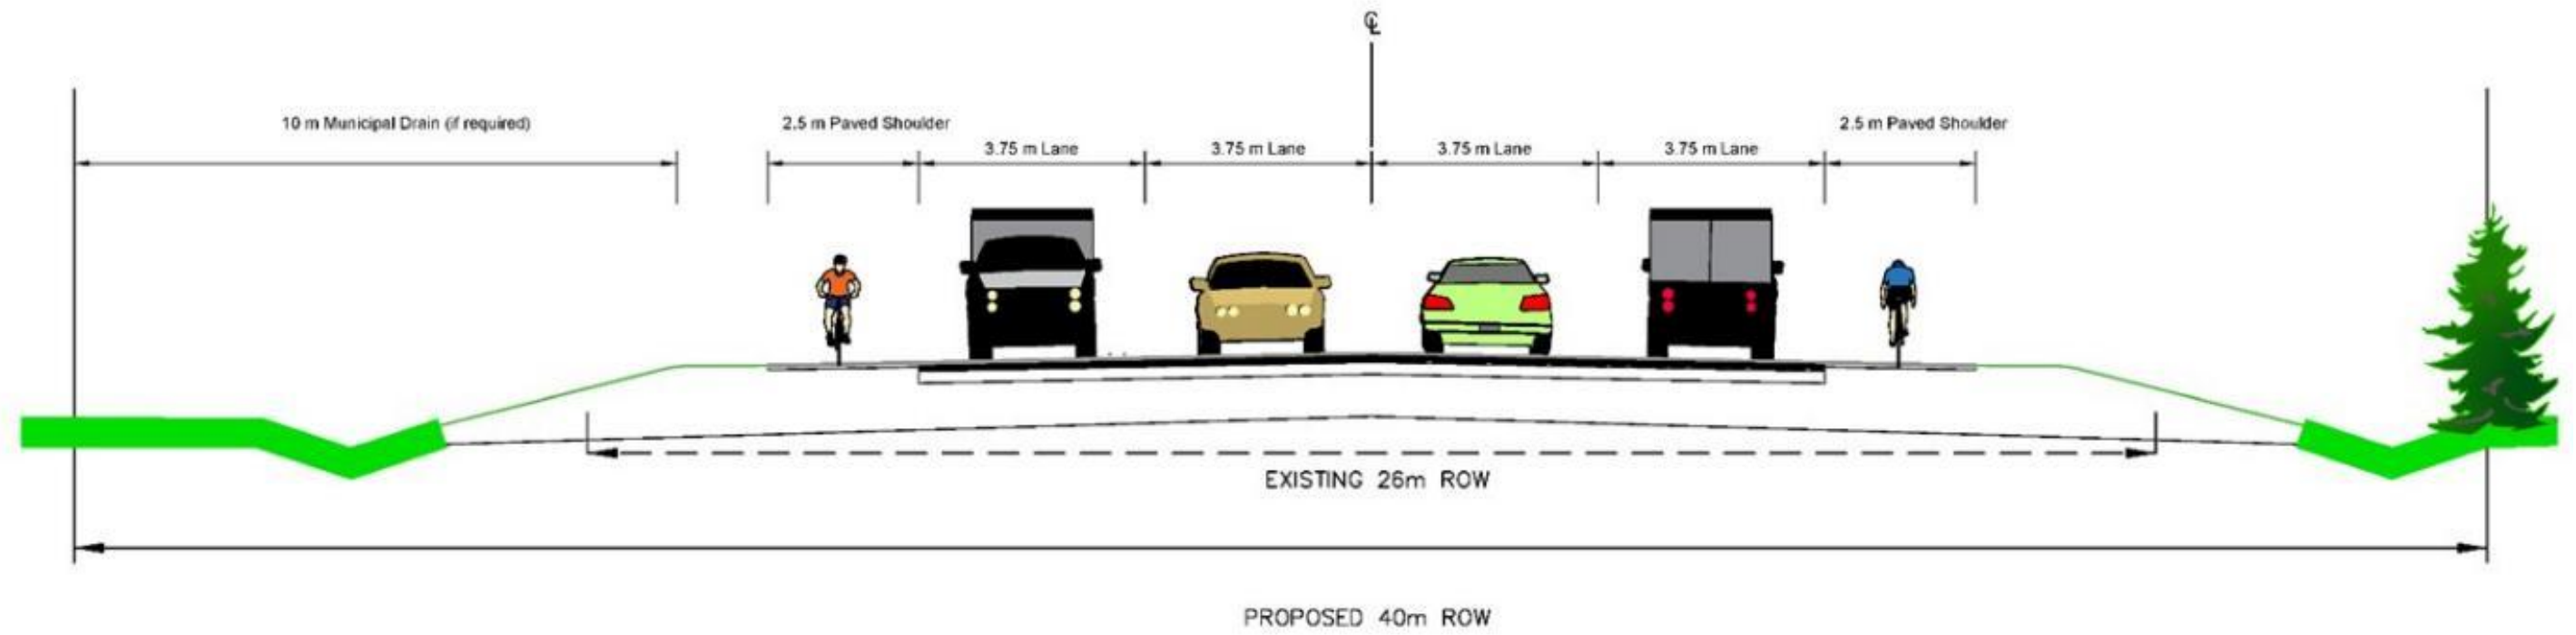 ℄
10 m Municipal Drain (if required)
2.5 m Paved Shoulder
2.5 m Paved Shoulder
3.75 m Lane
3.75 m Lane
3.75 m Lane
3.75 m Lane
EXISTING 26m ROW
PROPOSED 40m ROW